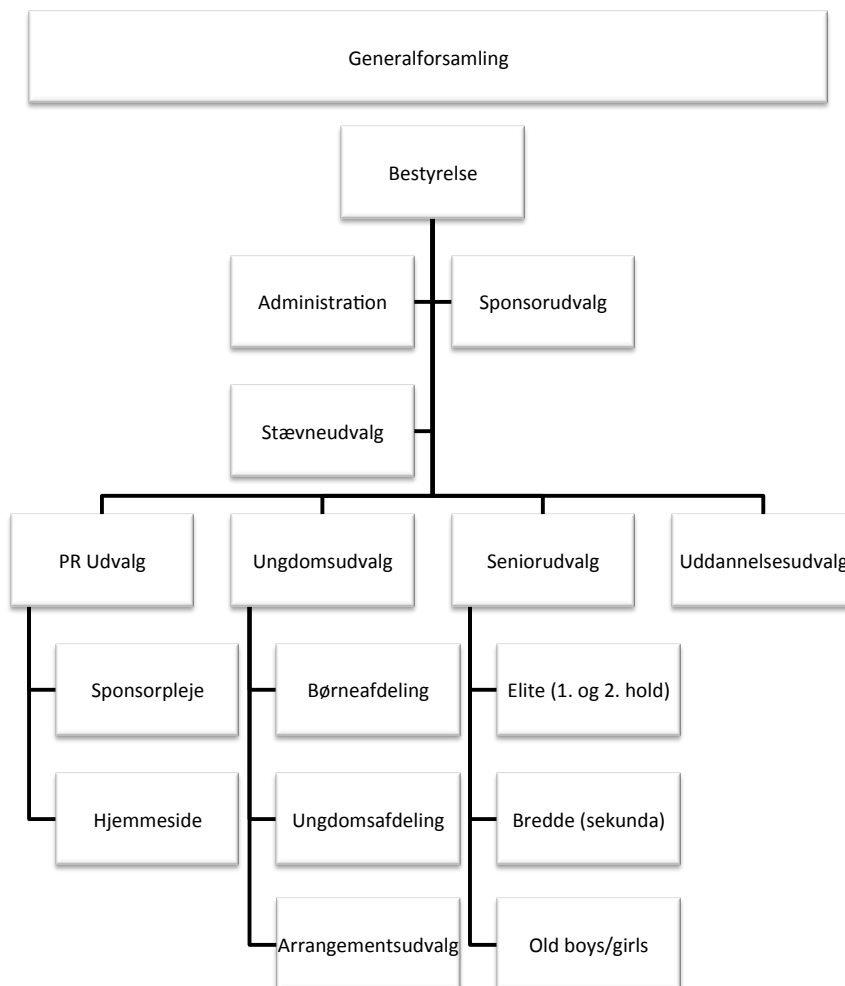 Generalforsamling
Bestyrelse
Administration
Sponsorudvalg
Stævneudvalg
PR Udvalg
Ungdomsudvalg
Seniorudvalg
Uddannelsesudvalg
Sponsorpleje
Børneafdeling
Elite (1. og 2. hold)
Hjemmeside
Ungdomsafdeling
Bredde (sekunda)
Arrangementsudvalg
Old boys/girls